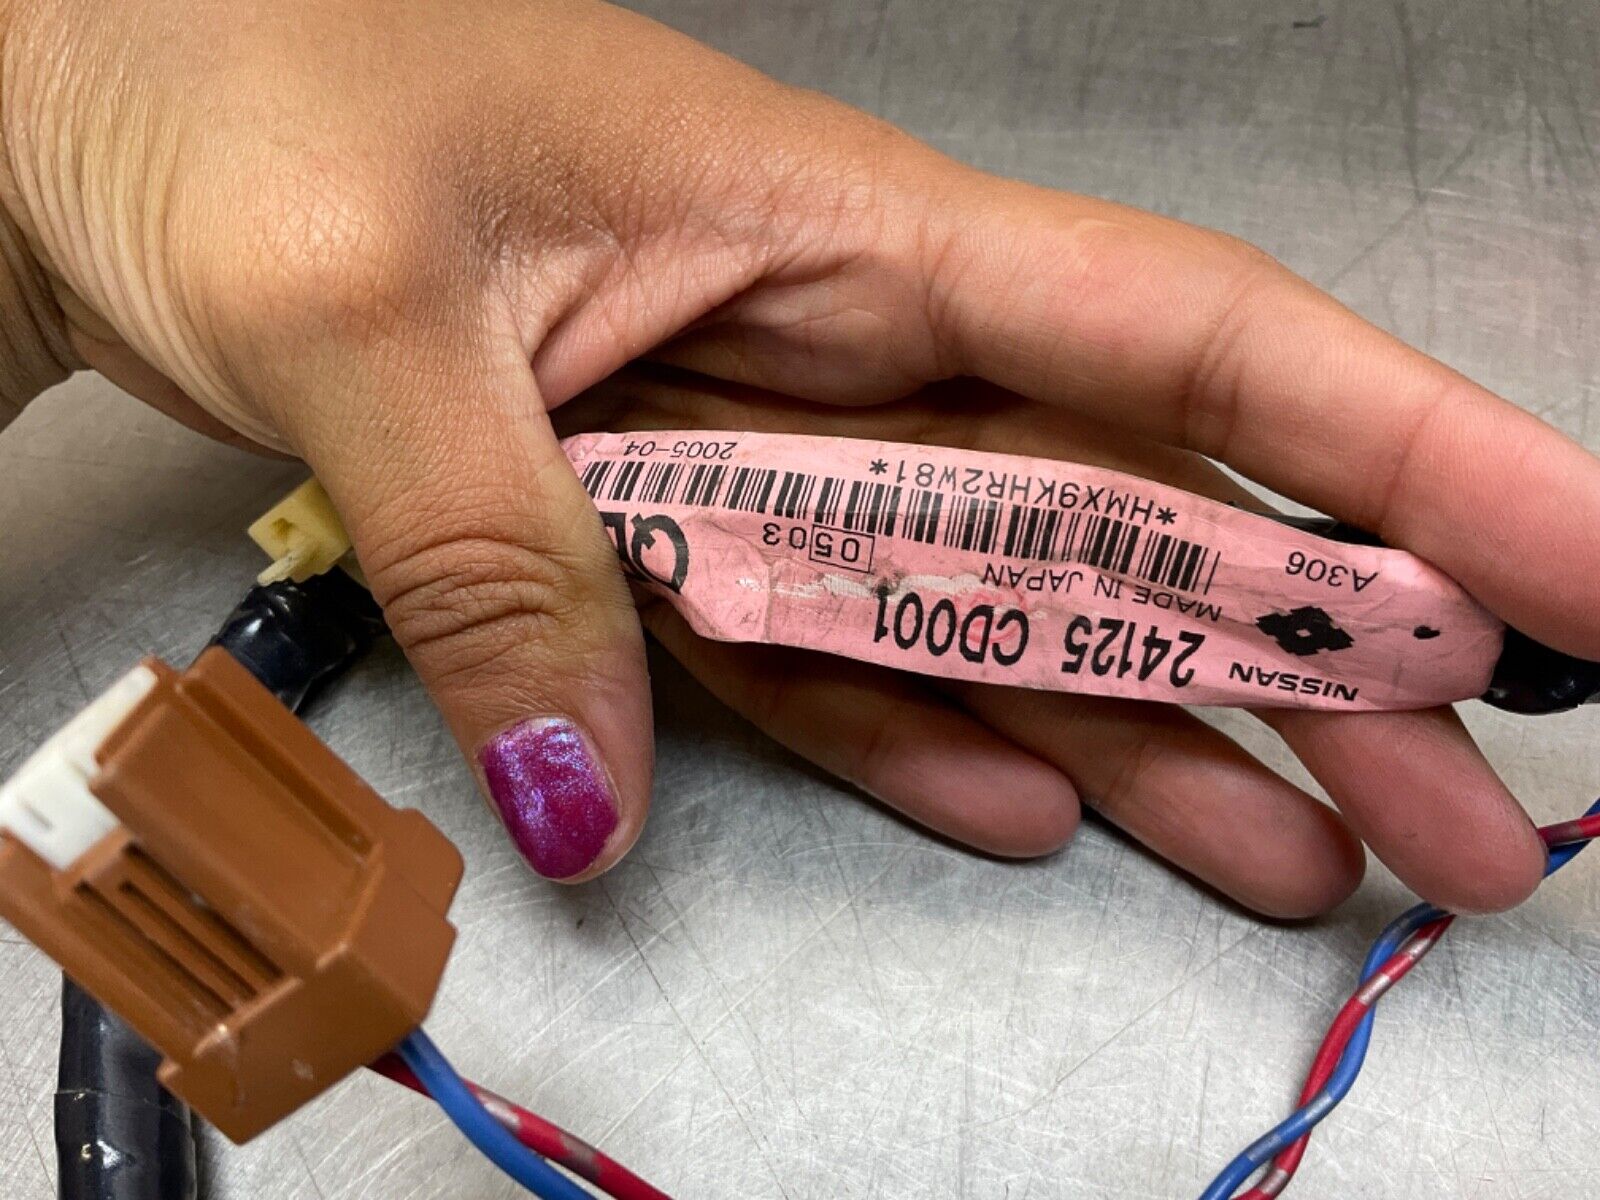 NISSAN 24125 CD001
MADE IN JAPAN 0503
A306
*HMX9KHR2W81*
2005-04